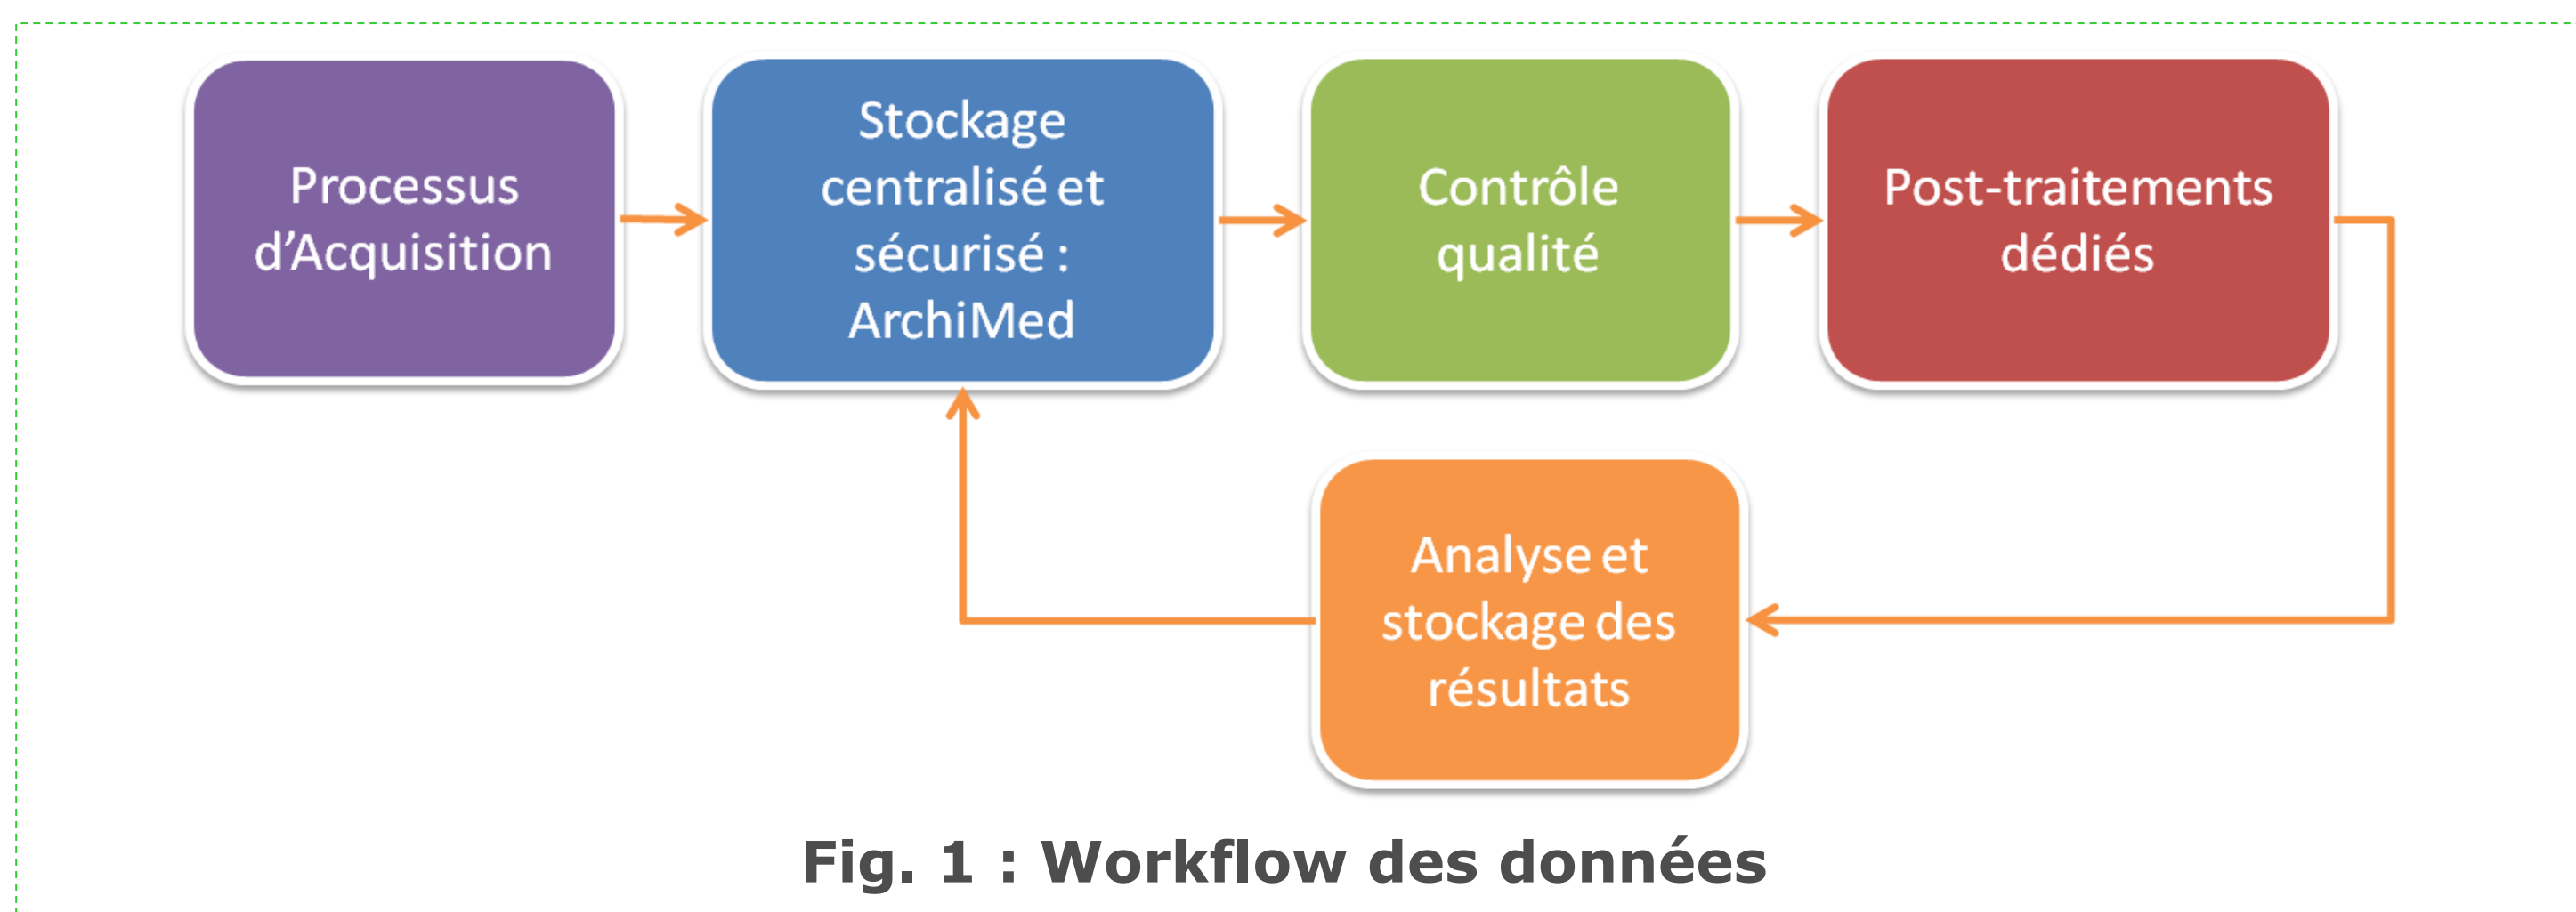 Processus
d’Acquisition
Stockage
centralisé et
sécurisé :
ArchiMed
Contrôle
qualité
Post-traitements
dédiés
Analyse et
stockage des
résultats
Fig. 1 : Workflow des données